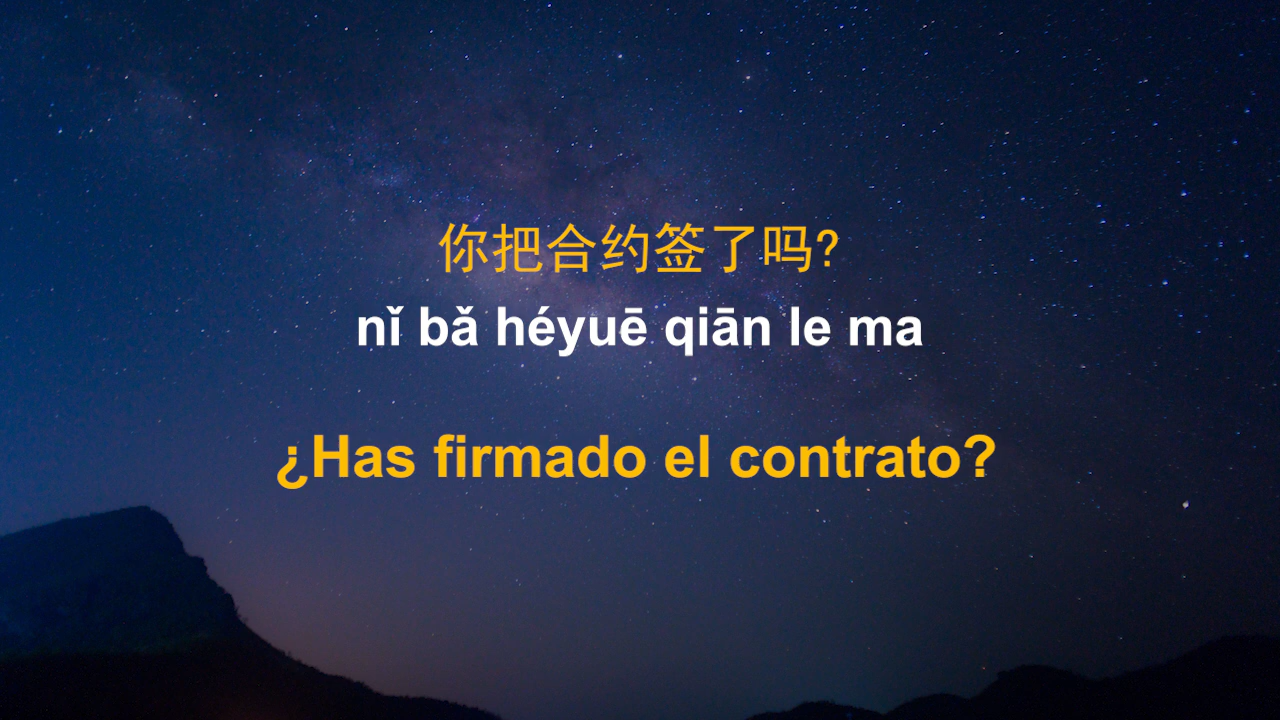 你把合约签了吗?
nǐ bǎ héyuē qiān le ma
¿Has firmado el contrato?